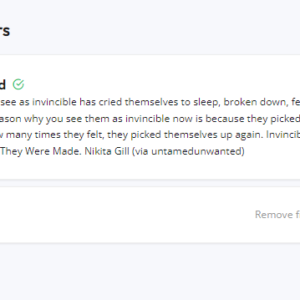 rs
d
see as invincible has cried themselves to sleep, broken down, fe
ason why you see them as invincible now is because they picked
w many times they felt, they picked themselves up again. Invincib
They Were Made. Nikita Gill (via untamedunwanted)
Remove f